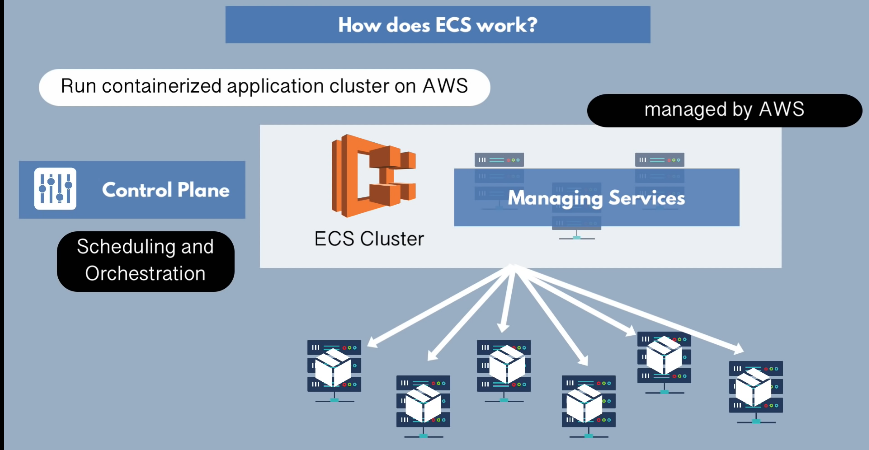 How does ECS work?
Run containerized application cluster on AWS
managed by AWS
Control Plane
Managing Services
ECS Cluster
Scheduling and
Orchestration